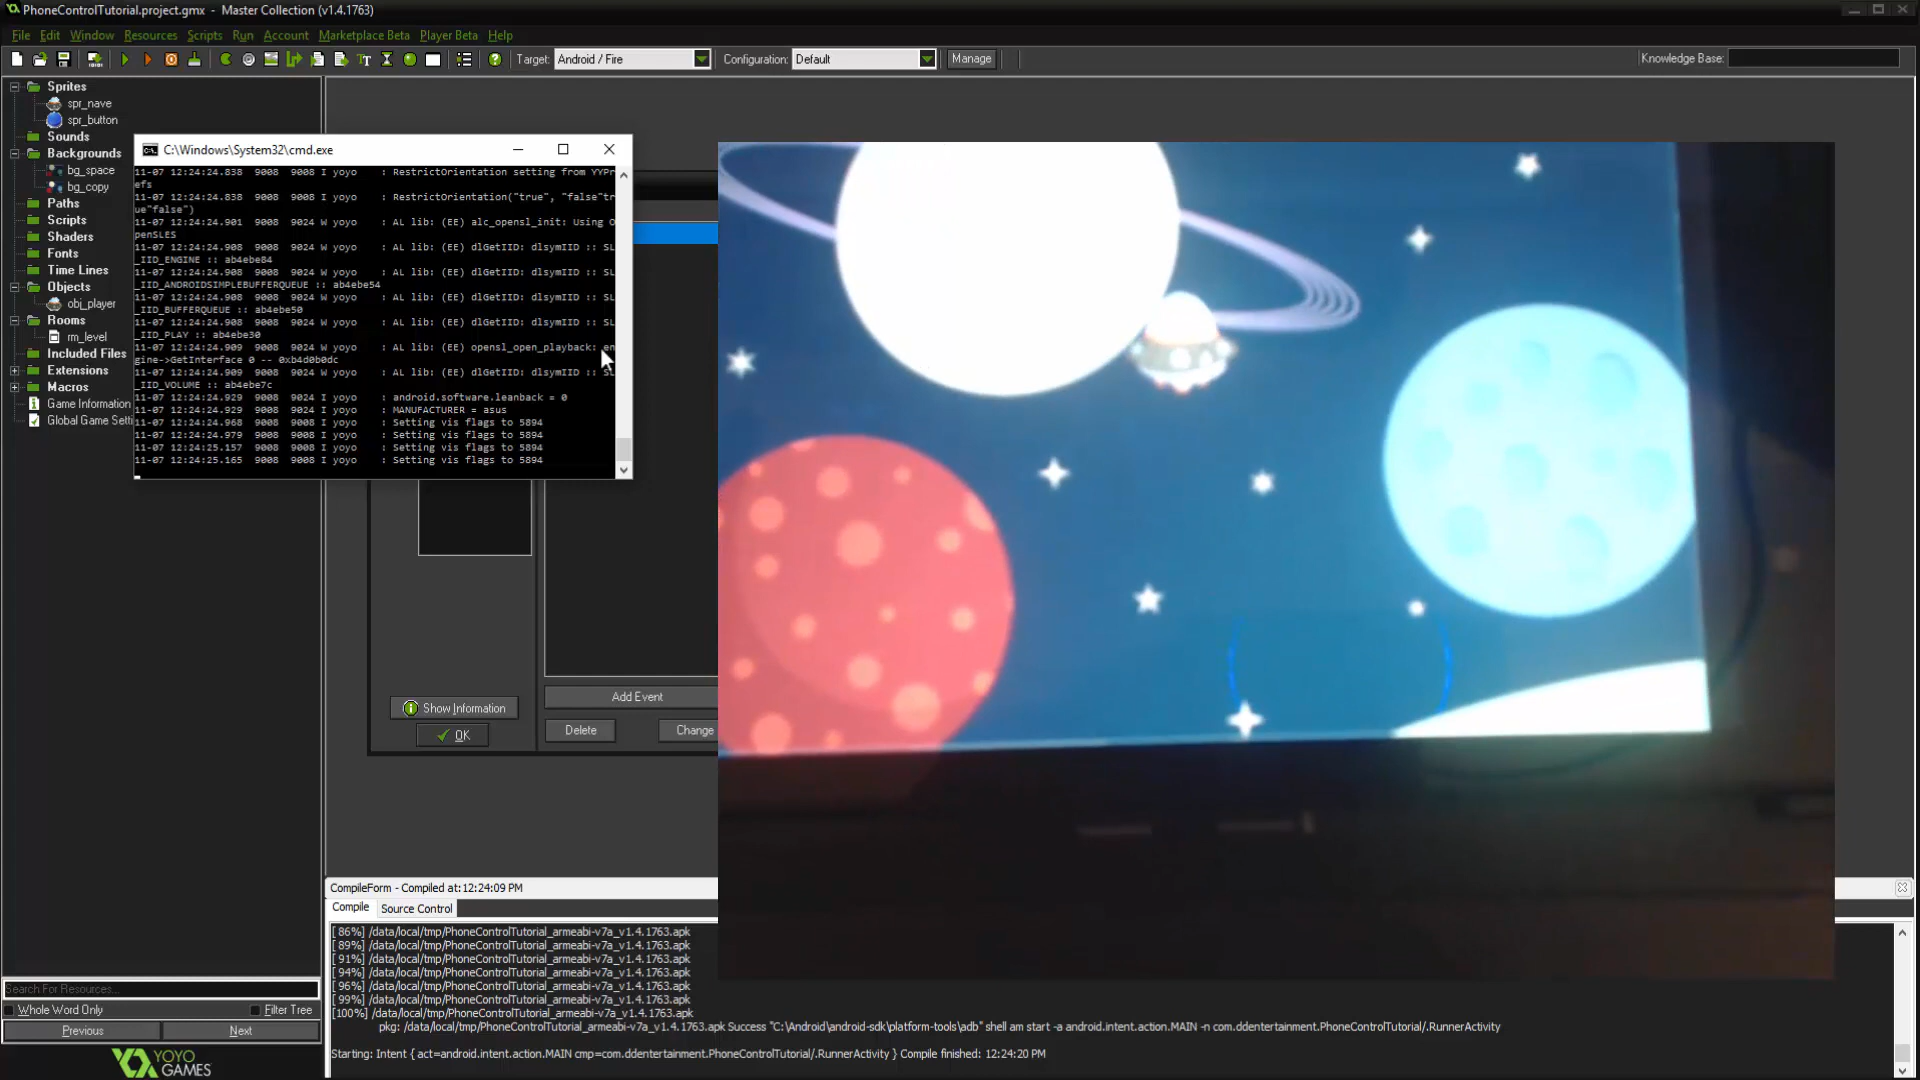 PhoneControlTutorial.project.gmx - Master Collection (v1.4.1763)
File Edit Window Resources Scripts Run Account Marketplace Beta Player Beta Help
Target: Android / Fire Configuration: Default Manage Knowledge Base:
Sprites
spr_nave
spr_button
Sounds
Backgrounds
bg_space
bg_copy
Paths
Scripts
Shaders
Fonts
Time Lines
Objects
obj_player
Rooms
rm_level
Included Files
Extensions
Macros
Game Information
Global Game Setti
C:\Windows\System32\cmd.exe
11-07 12:24:24.838 9008 9008 I yoyo : RestrictOrientation setting from YYPr
efs
11-07 12:24:24.838 9008 9008 I yoyo : RestrictOrientation("true", "false"tr
ue"false")
11-07 12:24:24.901 9008 9024 W yoyo : AL lib: (EE) alc_opensl_init: Using O
penSLES
11-07 12:24:24.908 9008 9024 W yoyo : AL lib: (EE) dlGetIID: dlsymIID :: SL
_IID_ENGINE :: ab4ebe84
11-07 12:24:24.908 9008 9024 W yoyo : AL lib: (EE) dlGetIID: dlsymIID :: SL
_IID_ANDROIDSIMPLEBUFFERQUEUE :: ab4ebe54
11-07 12:24:24.908 9008 9024 W yoyo : AL lib: (EE) dlGetIID: dlsymIID :: SL
_IID_BUFFERQUEUE :: ab4ebe50
11-07 12:24:24.908 9008 9024 W yoyo : AL lib: (EE) dlGetIID: dlsymIID :: SL
_IID_PLAY :: ab4ebe30
11-07 12:24:24.909 9008 9024 W yoyo : AL lib: (EE) opensl_open_playback: en
gine->GetInterface 0 -- 0xb4d0b0dc
11-07 12:24:24.909 9008 9024 W yoyo : AL lib: (EE) dlGetIID: dlsymIID :: SL
_IID_VOLUME :: ab4ebe7c
11-07 12:24:24.929 9008 9024 I yoyo : android.software.leanback = 0
11-07 12:24:24.929 9008 9024 I yoyo : MANUFACTURER = asus
11-07 12:24:24.968 9008 9008 I yoyo : Setting vis flags to 5894
11-07 12:24:24.979 9008 9008 I yoyo : Setting vis flags to 5894
11-07 12:24:25.157 9008 9008 I yoyo : Setting vis flags to 5894
11-07 12:24:25.165 9008 9008 I yoyo : Setting vis flags to 5894
Show Information
OK
Add Event
Delete Change
CompileForm - Compiled at:12:24:09 PM
Compile Source Control
[ 86%] /data/local/tmp/PhoneControlTutorial_armeabi-v7a_v1.4.1763.apk
[ 89%] /data/local/tmp/PhoneControlTutorial_armeabi-v7a_v1.4.1763.apk
[ 91%] /data/local/tmp/PhoneControlTutorial_armeabi-v7a_v1.4.1763.apk
[ 94%] /data/local/tmp/PhoneControlTutorial_armeabi-v7a_v1.4.1763.apk
[ 96%] /data/local/tmp/PhoneControlTutorial_armeabi-v7a_v1.4.1763.apk
[ 99%] /data/local/tmp/PhoneControlTutorial_armeabi-v7a_v1.4.1763.apk
[100%] /data/local/tmp/PhoneControlTutorial_armeabi-v7a_v1.4.1763.apk
pkg: /data/local/tmp/PhoneControlTutorial_armeabi-v7a_v1.4.1763.apk Success "C:\Android\android-sdk\platform-tools\adb" shell am start -a android.intent.action.MAIN -n com.ddentertainment.PhoneControlTutorial/.RunnerActivity
Starting: Intent { act=android.intent.action.MAIN cmp=com.ddentertainment.PhoneControlTutorial/.RunnerActivity } Compile finished: 12:24:20 PM
Search For Resources...
Whole Word Only Filter Tree
Previous Next
YOYO
GAMES